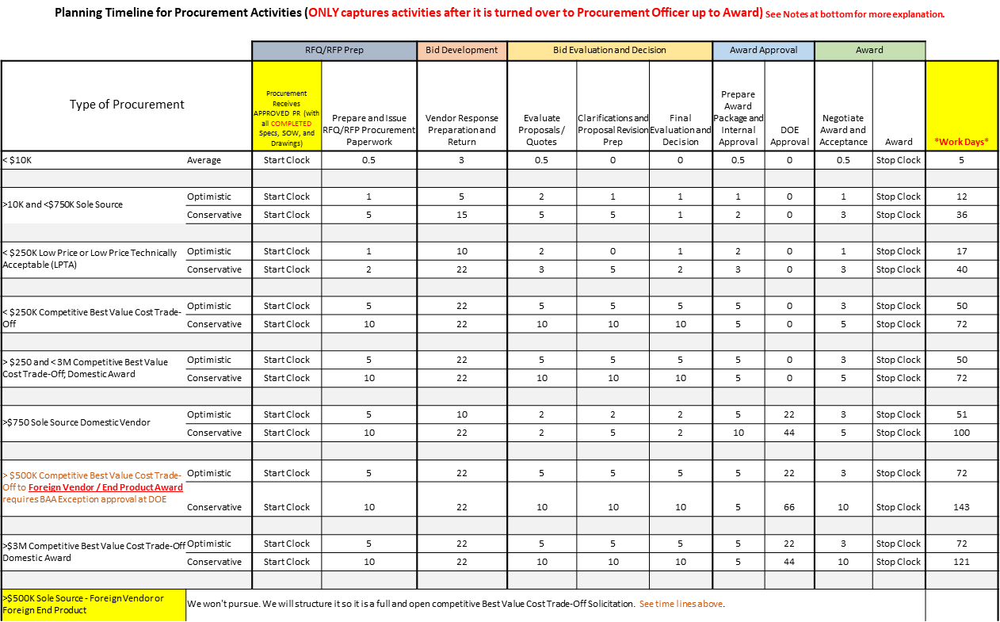 Planning Timeline for Procurement Activities (ONLY captures activities after it is turned over to Procurement Officer up to Award) See Notes at bottom for more explanation.
RFQ/RFP Prep Bid Development Bid Evaluation and Decision Award Approval Award
Type of Procurement
Procurement
Receives
APPROVED PR (with
all COMPLETED
Specs, SOW, and
Drawings)
Prepare and Issue
RFQ/RFP Procurement
Paperwork
Vendor Response
Preparation and
Return
Evaluate
Proposals /
Quotes
Clarifications and
Proposal Revision
Prep
Final
Evaluation and
Decision
Prepare
Award
Package and
Internal
Approval
DOE
Approval
Negotiate
Award and
Acceptance
Award
*Work Days*
< $10K Average Start Clock 0.5 3 0.5 0 0 0.5 0 0.5 Stop Clock 5
>10K and <$750K Sole Source
Optimistic Start Clock 1 5 2 1 1 1 0 1 Stop Clock 12
Conservative Start Clock 5 15 5 5 1 2 0 3 Stop Clock 36
< $250K Low Price or Low Price Technically
Acceptable (LPTA)
Optimistic Start Clock 1 10 2 0 1 2 0 1 Stop Clock 17
Conservative Start Clock 2 22 3 5 2 3 0 3 Stop Clock 40
< $250K Competitive Best Value Cost Trade-
Off
Optimistic Start Clock 5 22 5 5 5 5 0 3 Stop Clock 50
Conservative Start Clock 10 22 10 10 10 5 0 5 Stop Clock 72
> $250 and <3M Competitive Best Value
Cost Trade-Off; Domestic Award
Optimistic Start Clock 5 22 5 5 5 5 0 3 Stop Clock 50
Conservative Start Clock 10 22 10 10 10 5 0 5 Stop Clock 72
>$750 Sole Source Domestic Vendor
Optimistic Start Clock 5 10 2 2 2 5 22 3 Stop Clock 51
Conservative Start Clock 10 22 2 5 2 10 44 5 Stop Clock 100
> $500K Competitive Best Value Cost Trade-
Off to Foreign Vendor / End Product Award
requires BAA Exception approval at DOE
Optimistic Start Clock 5 22 5 5 5 5 22 3 Stop Clock 72
Conservative Start Clock 10 22 10 10 10 5 66 10 Stop Clock 143
>$3M Competitive Best Value Cost Trade-Off
Domestic Award
Optimistic Start Clock 5 22 5 5 5 5 22 3 Stop Clock 72
Conservative Start Clock 10 22 10 10 10 5 44 10 Stop Clock 121
>$500K Sole Source - Foreign Vendor or
Foreign End Product
We won't pursue. We will structure it so it is a full and open competitive Best Value Cost Trade-Off Solicitation. See time lines above.